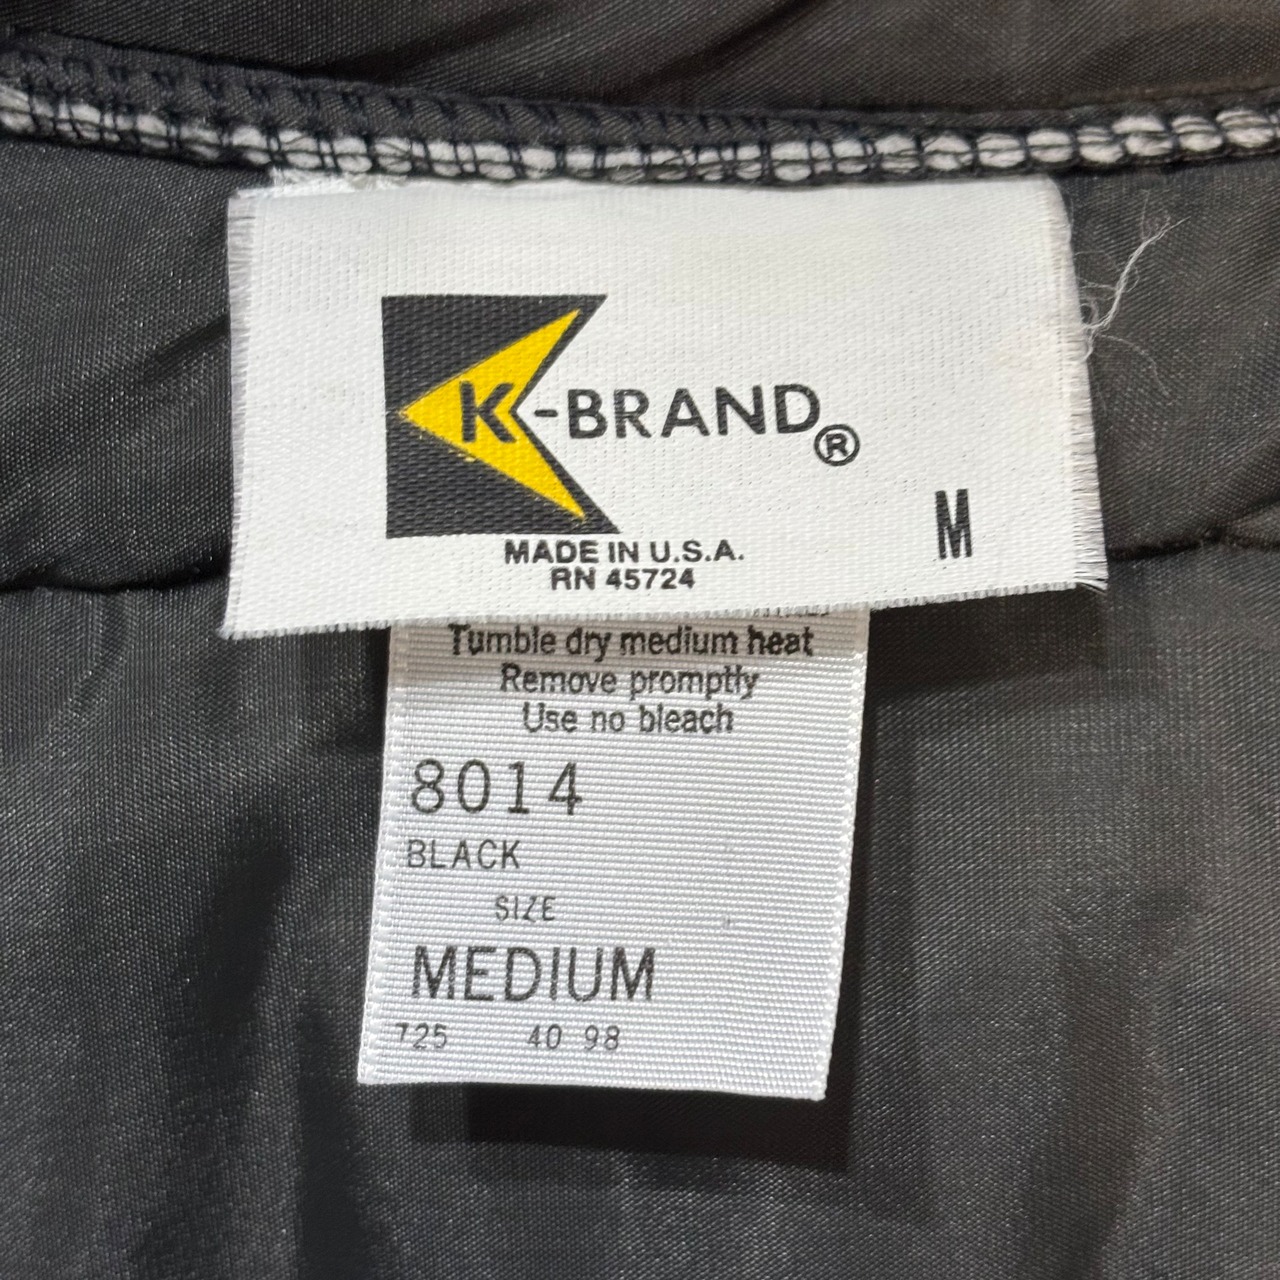 K-BRAND®
M
MADE IN U.S.A.
RN 45724
Tumble dry medium heat
Remove promptly
Use no bleach
8014
BLACK
SIZE
MEDIUM
725 40 98